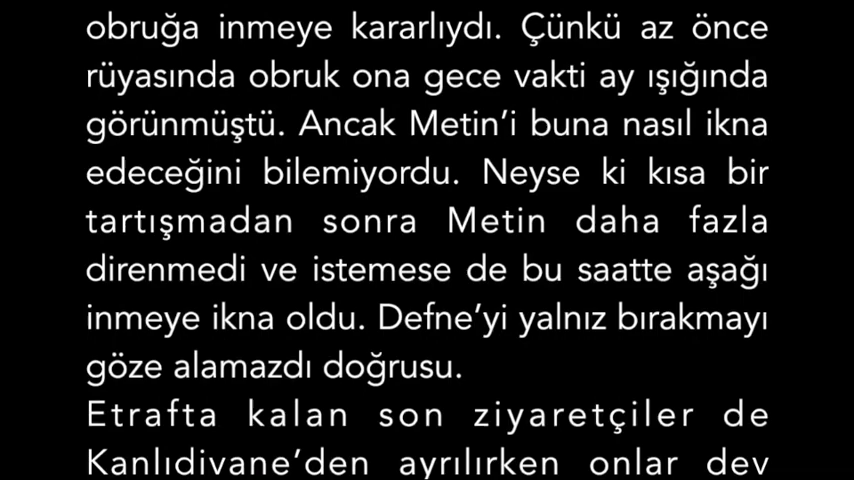 obruğa inmeye kararlıydı. Çünkü az önce
rüyasında obruk ona gece vakti ay ışığında
görünmüştü. Ancak Metin’i buna nasıl ikna
edeceğini bilemiyordu. Neyse ki kısa bir
tartışmadan sonra Metin daha fazla
direnmedi ve istemese de bu saatte aşağı
inmeye ikna oldu. Defne’yi yalnız bırakmayı
göze alamazdı doğrusu.
Etrafta kalan son ziyaretçiler de
Kanlıdivane’den ayrılırken onlar dev